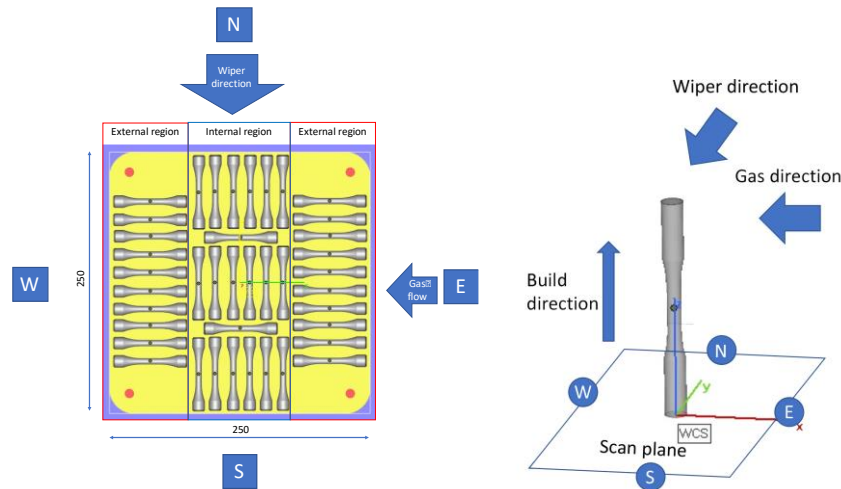 N
Wiper
direction
External region
Internal region
External region
W
250
Gas
flow
E
250
S
Wiper direction
Gas direction
Build
direction
N
W
y
E
x
WCS
Scan plane
S